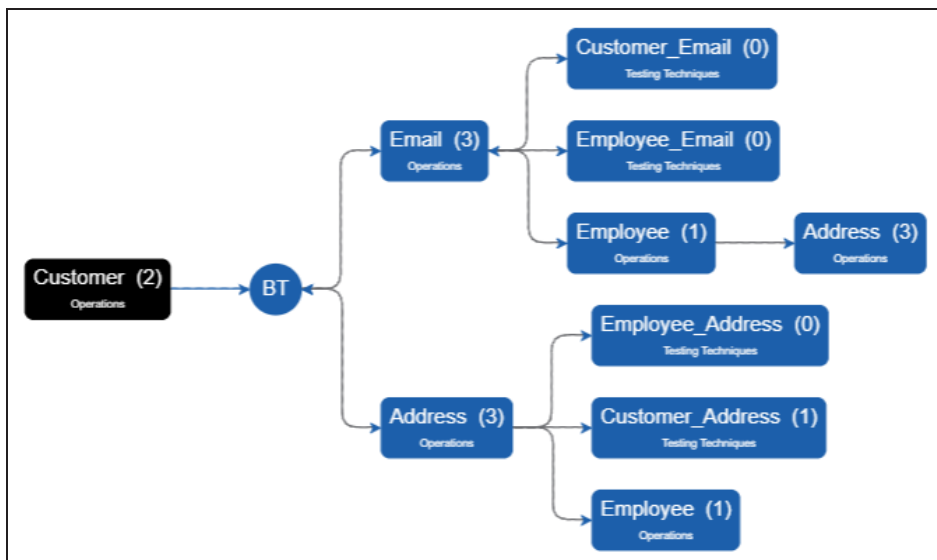 Customer_Email (0)
Testing Techniques
Email (3)
Operations
Employee_Email (0)
Testing Techniques
Employee (1)
Operations
Address (3)
Operations
Customer (2)
Operations
BT
Employee_Address (0)
Testing Techniques
Address (3)
Operations
Customer_Address (1)
Testing Techniques
Employee (1)
Operations